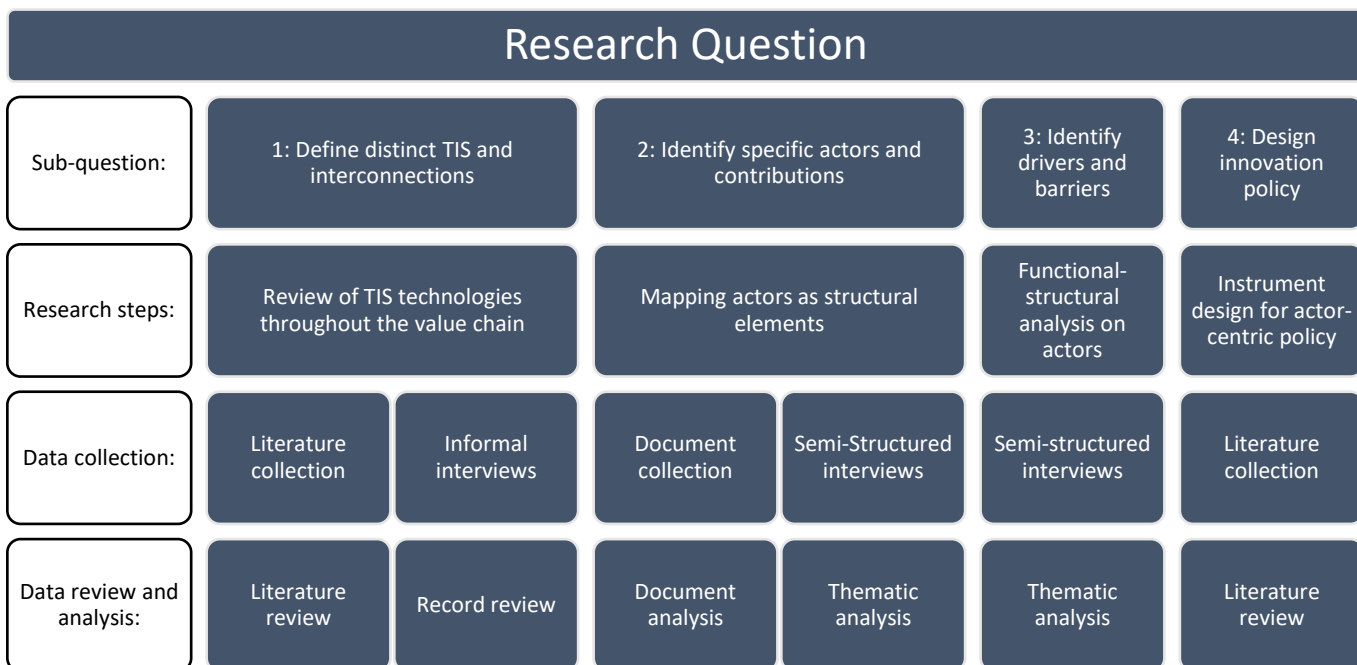 Research Question
Sub-question:
1: Define distinct TIS and
interconnections
2: Identify specific actors and
contributions
3: Identify
drivers and
barriers
4: Design
innovation
policy
Research steps:
Review of TIS technologies
throughout the value chain
Mapping actors as structural
elements
Functional-
structural
analysis on
actors
Instrument
design for actor-
centric policy
Data collection:
Literature
collection
Informal
interviews
Document
collection
Semi-Structured
interviews
Semi-structured
interviews
Literature
collection
Data review and
analysis:
Literature
review
Record review
Document
analysis
Thematic
analysis
Thematic
analysis
Literature
review